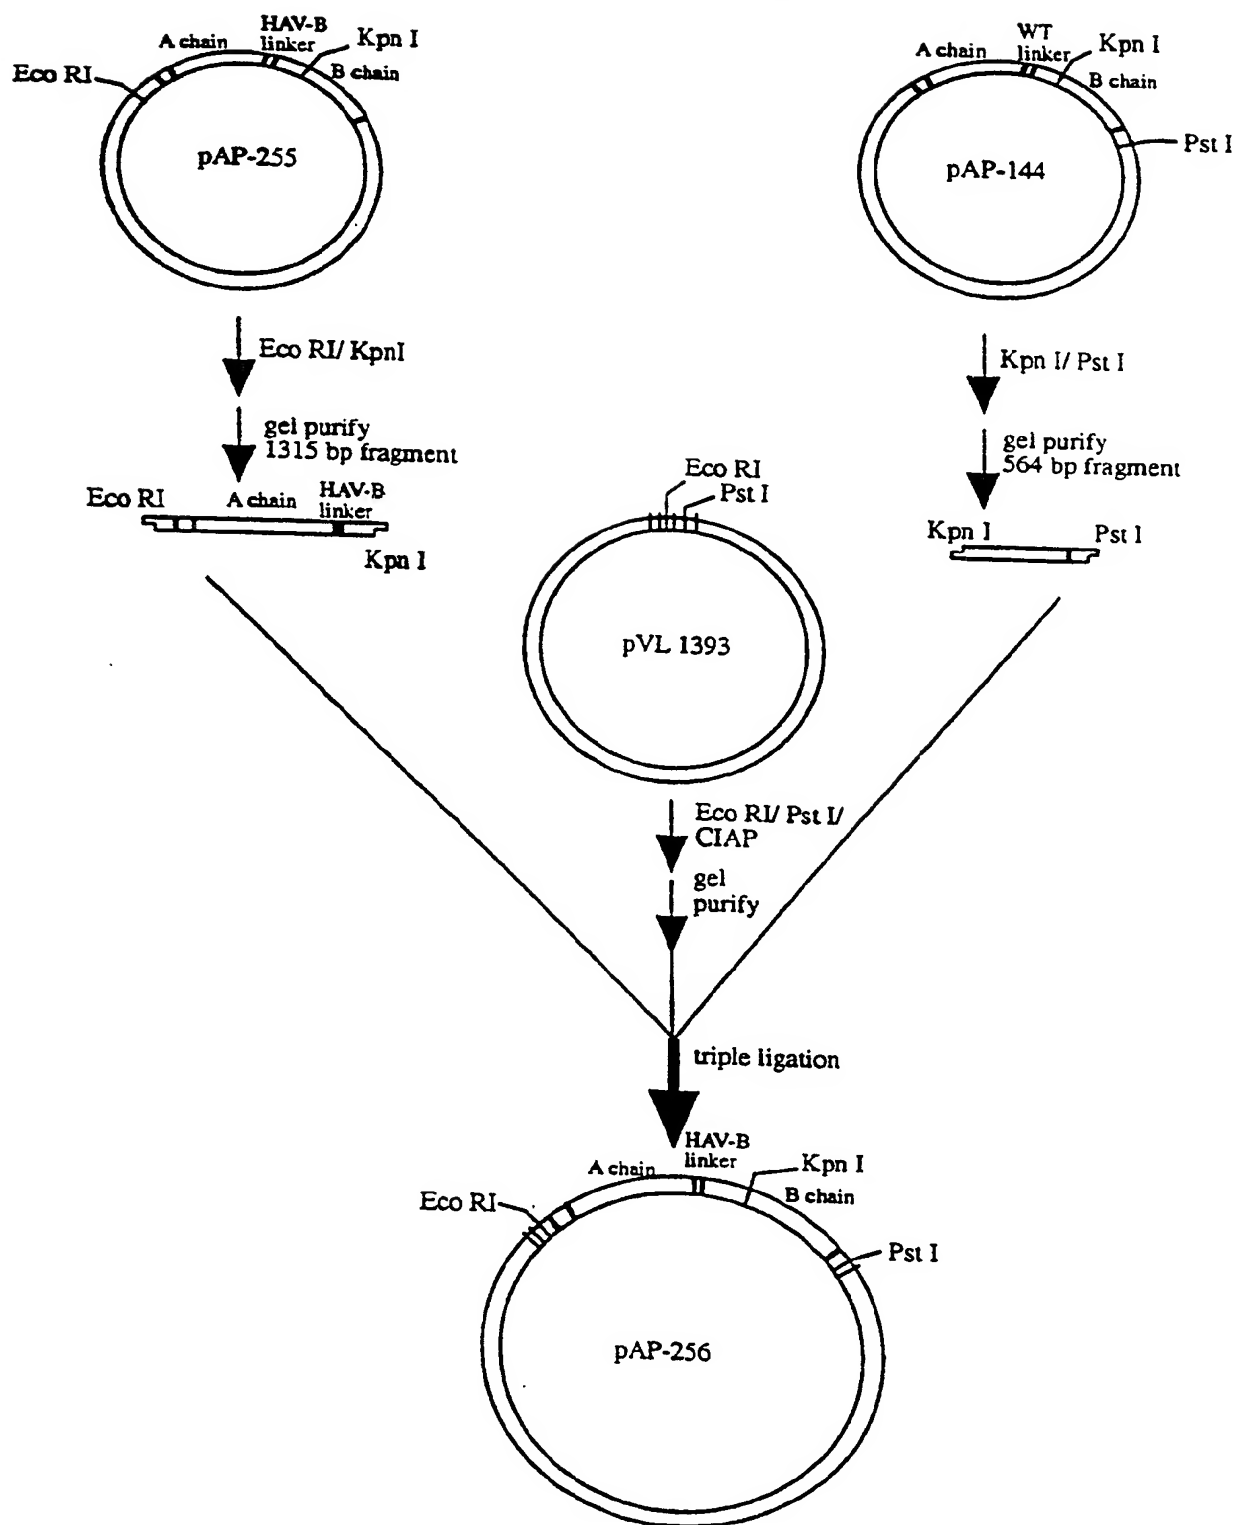 HAV-B
linker
A chain
Kpn I
Eco RI
B chain
pAP-255
WT
linker
A chain
Kpn I
B chain
Pst I
pAP-144
Eco RI/ KpnI
gel purify
1315 bp fragment
Kpn I/ Pst I
gel purify
564 bp fragment
Eco RI
A chain
HAV-B
linker
Kpn I
Eco RI
Pst I
Kpn I
Pst I
pVL 1393
Eco RI/ Pst I/
CIAP
gel
purify
triple ligation
HAV-B
linker
A chain
Kpn I
Eco RI
B chain
Pst I
pAP-256